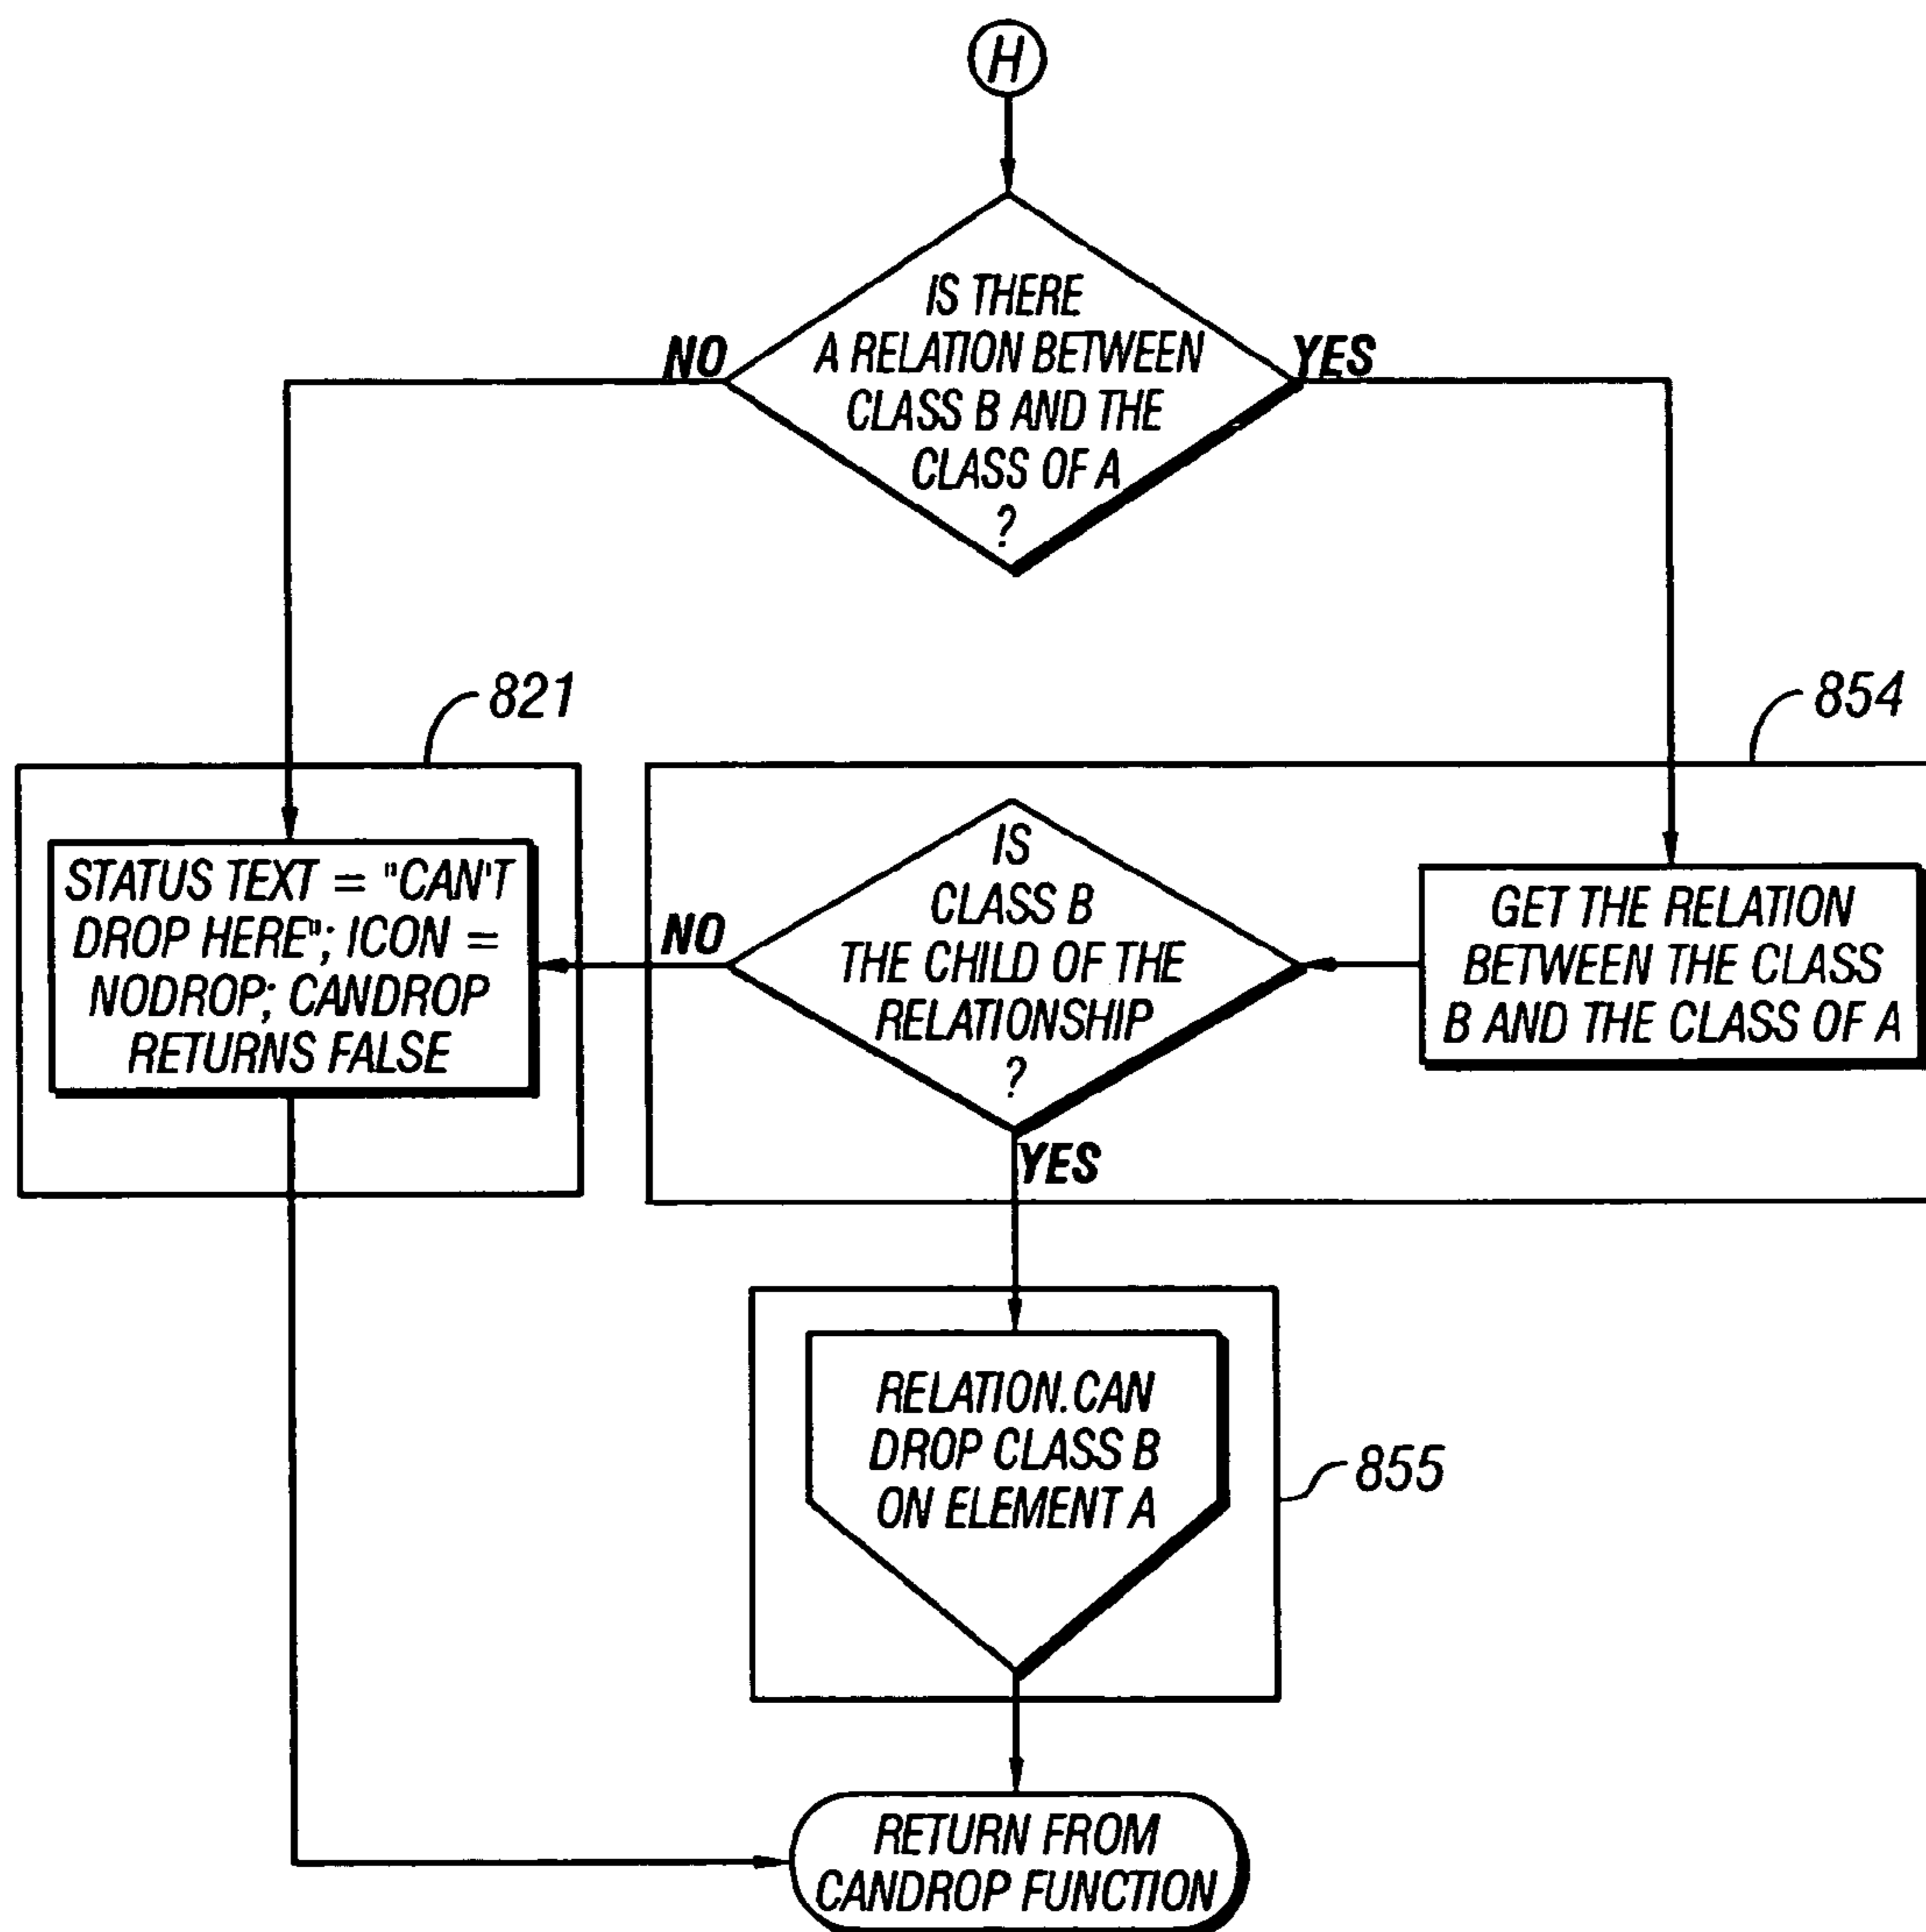 H
IS THERE
A RELATION BETWEEN
CLASS B AND THE
CLASS OF A
?
NO
YES
821
854
STATUS TEXT = "CAN'T
DROP HERE"; ICON =
NODROP; CANDROP
RETURNS FALSE
NO
IS
CLASS B
THE CHILD OF THE
RELATIONSHIP
?
YES
GET THE RELATION
BETWEEN THE CLASS
B AND THE CLASS OF A
RELATION.CAN
DROP CLASS B
ON ELEMENT A
855
RETURN FROM
CANDROP FUNCTION